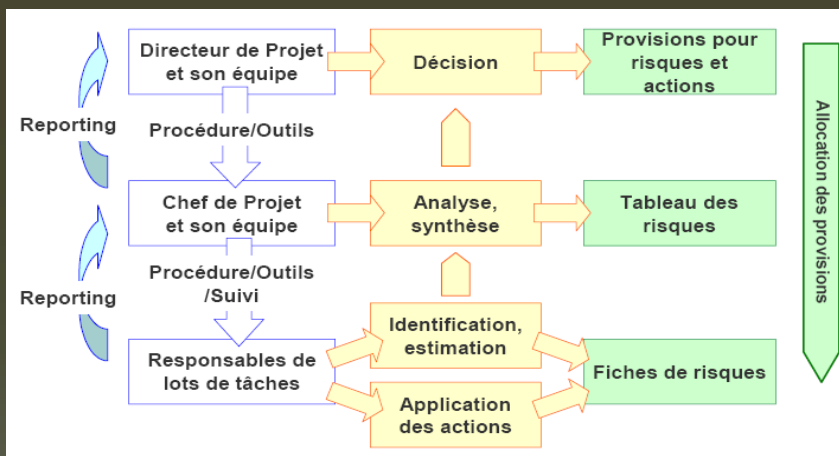 Directeur de Projet
et son équipe
Décision
Provisions pour
risques et
actions
Reporting
Procédure/Outils
Chef de Projet
et son équipe
Analyse,
synthèse
Tableau des
risques
Allocation des provisions
Reporting
Procédure/Outils
/Suivi
Identification,
estimation
Responsables de
lots de tâches
Fiches de risques
Application
des actions